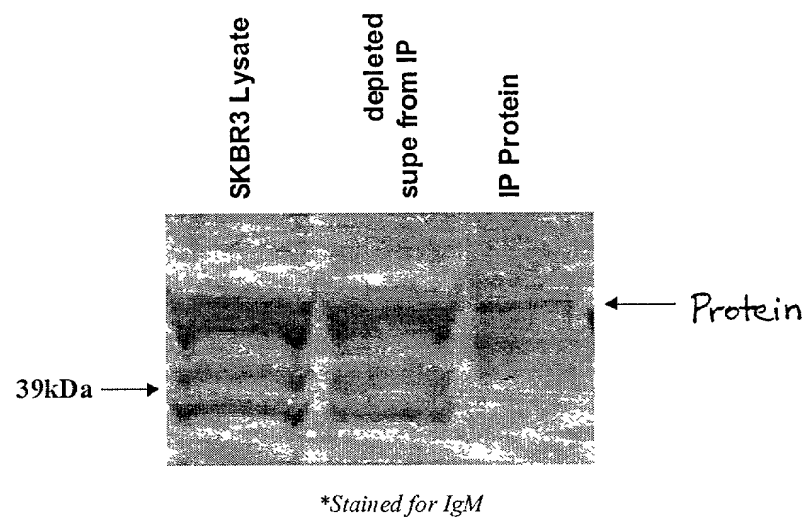 SKBR3 Lysate
depleted
supe from IP
IP Protein
Protein
39kDa
*Stained for IgM